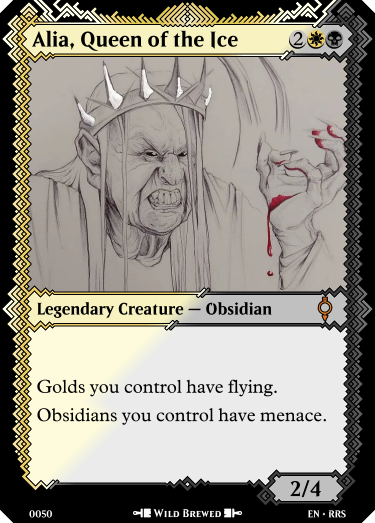 Alia, Queen of the Ice 2
Legendary Creature — Obsidian
Golds you control have flying.
Obsidians you control have menace.
2/4
0050 WILD BREWED EN • RRS